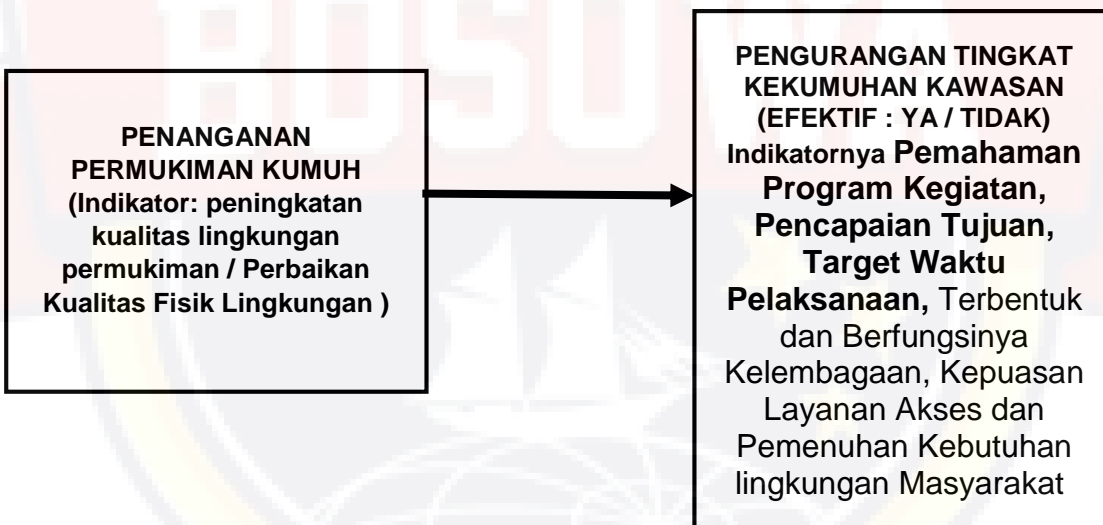 BOSOWA
PENANGANAN
PERMUKIMAN KUMUH
(Indikator: peningkatan
kualitas lingkungan
permukiman / Perbaikan
Kualitas Fisik Lingkungan )
PENGURANGAN TINGKAT
KEKUMUHAN KAWASAN
(EFEKTIF : YA / TIDAK)
Indikatornya Pemahaman
Program Kegiatan,
Pencapaian Tujuan,
Target Waktu
Pelaksanaan, Terbentuk
dan Berfungsinya
Kelembagaan, Kepuasan
Layanan Akses dan
Pemenuhan Kebutuhan
lingkungan Masyarakat